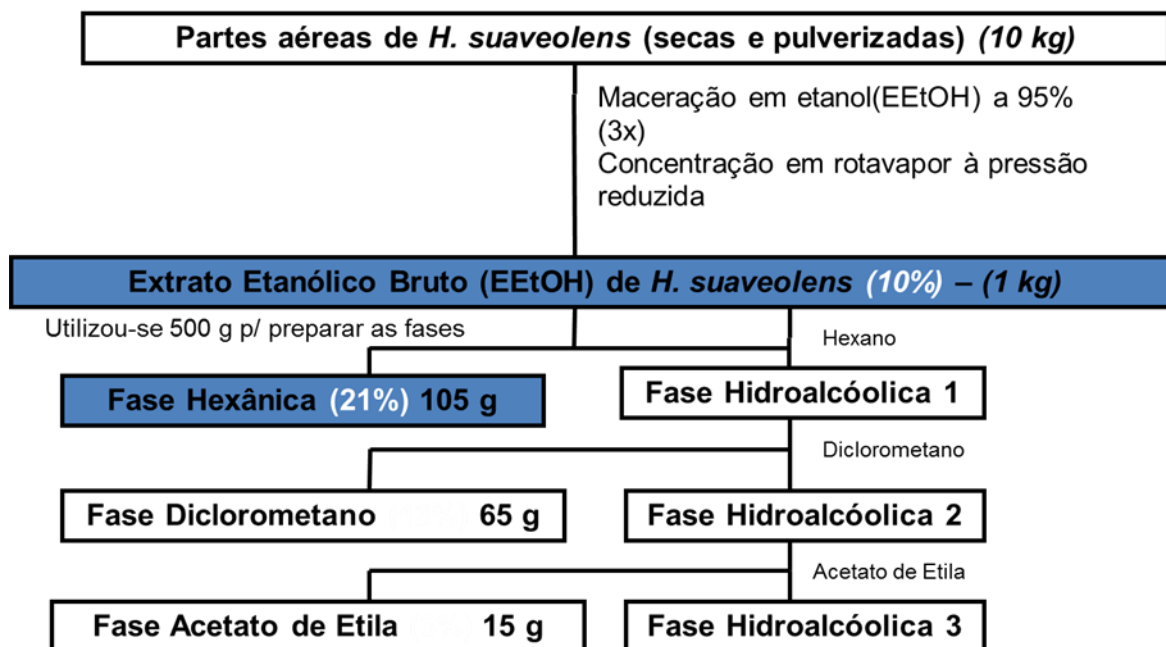 Partes aéreas de H. suaveolens (secas e pulverizadas) (10 kg)
Maceração em etanol(EEtOH) a 95%
(3x)
Concentração em rotavapor à pressão
reduzida
Extrato Etanólico Bruto (EEtOH) de H. suaveolens (10%) – (1 kg)
Utilizou-se 500 g p/ preparar as fases
Hexano
Fase Hexânica (21%) 105 g
Fase Hidroalcóolica 1
Diclorometano
Fase Diclorometano 65 g
Fase Hidroalcóolica 2
Acetato de Etila
Fase Acetato de Etila 15 g
Fase Hidroalcóolica 3